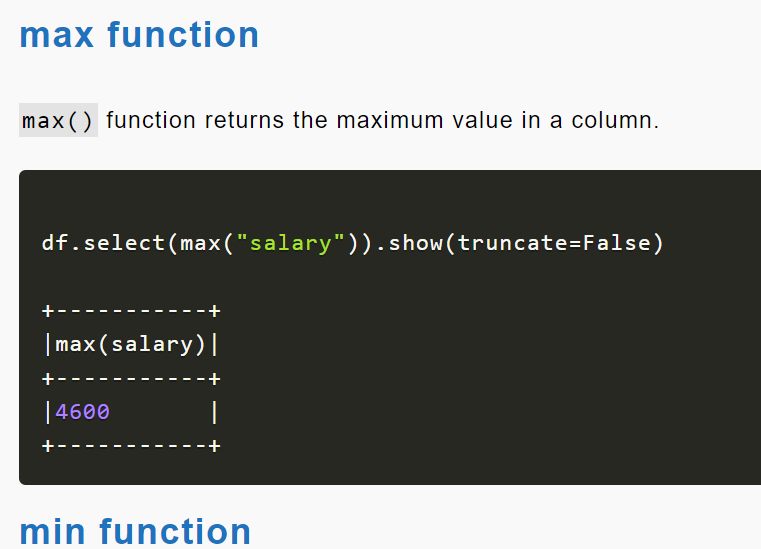 max function
max() function returns the maximum value in a column.
df.select(max("salary")).show(truncate=False)
+-----------+
|max(salary)|
+-----------+
|4600       |
+-----------+
min function